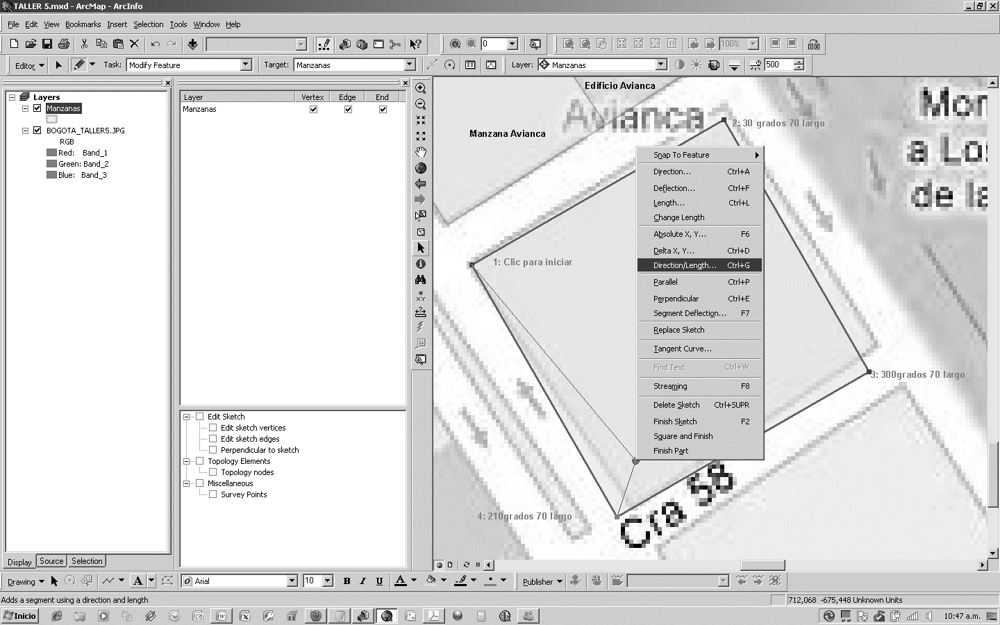 TALLER 5.mxd - ArcMap - ArcInfo
File Edit View Bookmarks Insert Selection Tools Window Help
0
100%
Editor Task: Modify Feature Target: Manzanas Layer: Manzanas 500
Layers
Manzanas
BOGOTA_TALLER5.JPG
RGB
Red: Band_1
Green: Band_2
Blue: Band_3
Display Source Selection
Layer Vertex Edge End
Manzanas
Edit Sketch
Edit sketch vertices
Edit sketch edges
Perpendicular to sketch
Topology Elements
Topology nodes
Miscellaneous
Survey Points
XY
Edificio Avianca
Avianca
Manzana Avianca
2: 30 grados 70 largo
1: Clic para iniciar
3: 300grados 70 largo
4: 210grados 70 largo
Cra 58
Mor
a Los
de la
Snap To Feature
Direction... Ctrl+A
Deflection... Ctrl+F
Length... Ctrl+L
Change Length
Absolute X, Y... F6
Delta X, Y... Ctrl+D
Direction/Length... Ctrl+G
Parallel Ctrl+P
Perpendicular Ctrl+E
Segment Deflection... F7
Replace Sketch
Tangent Curve...
Find Text Ctrl+W
Streaming F8
Delete Sketch Ctrl+SUPR
Finish Sketch F2
Square and Finish
Finish Part
Drawing A Arial 10 B I U A Publisher
Adds a segment using a direction and length
712,068 -675,448 Unknown Units
Inicio
10:47 a.m.